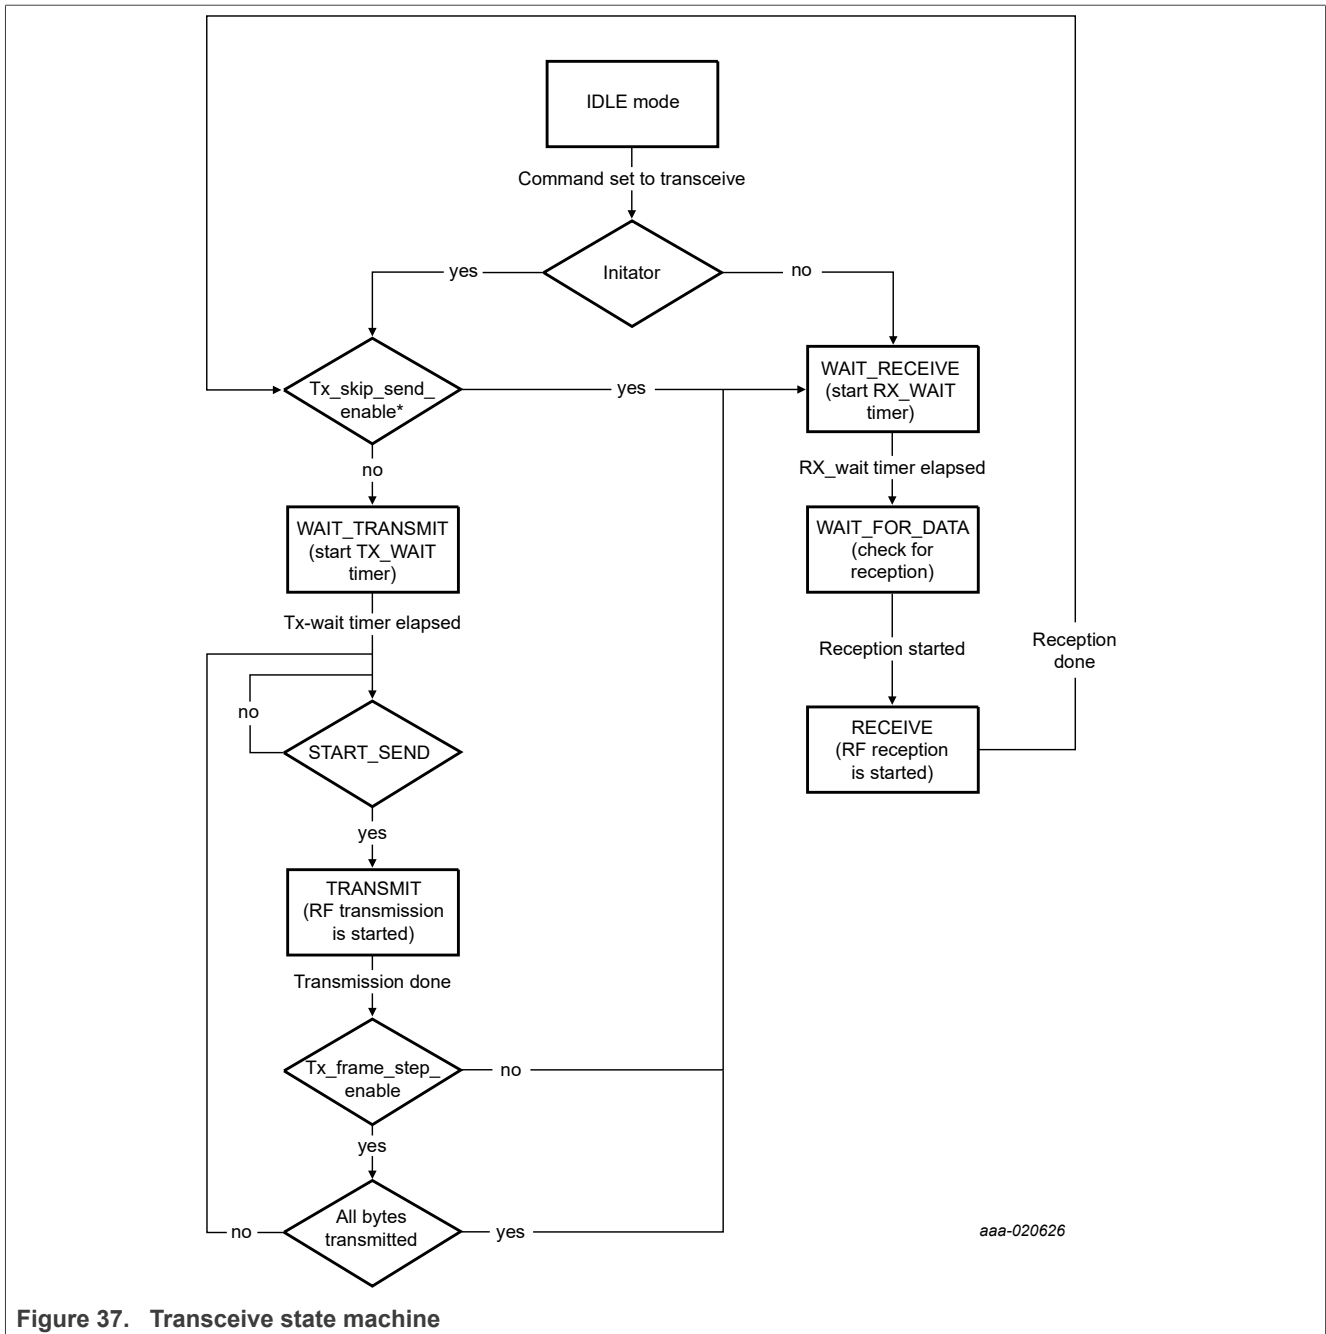 IDLE mode
Command set to transceive
Initator
yes
no
Tx_skip_send_
enable*
yes
WAIT_RECEIVE
(start RX_WAIT
timer)
no
RX_wait timer elapsed
WAIT_TRANSMIT
(start TX_WAIT
timer)
WAIT_FOR_DATA
(check for
reception)
Tx-wait timer elapsed
Reception started
Reception
done
no
START_SEND
RECEIVE
(RF reception
is started)
yes
TRANSMIT
(RF transmission
is started)
Transmission done
Tx_frame_step_
enable
no
yes
All bytes
transmitted
no
yes
aaa-020626
Figure 37. Transceive state machine